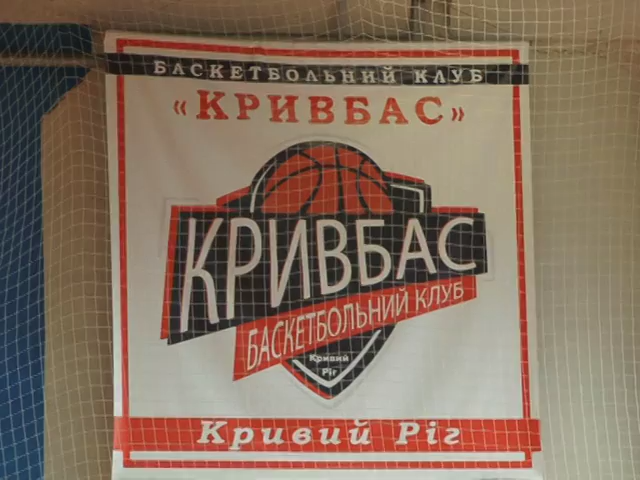 БАСКЕТБОЛЬНИЙ КЛУБ
«КРИВБАС»
КРИВБАС
БАСКЕТБОЛЬНИЙ КЛУБ
Кривий
Ріг
Кривий Ріг